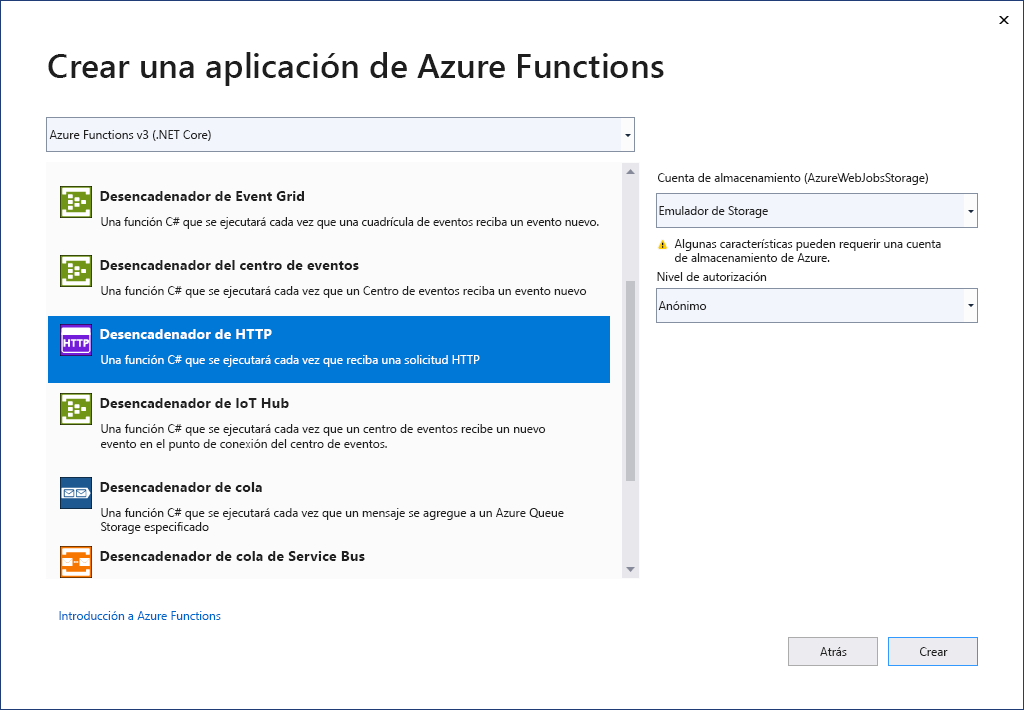 Crear una aplicación de Azure Functions
Azure Functions v3 (.NET Core)
Desencadenador de Event Grid
Una función C# que se ejecutará cada vez que una cuadrícula de eventos reciba un evento nuevo.
Desencadenador del centro de eventos
Una función C# que se ejecutará cada vez que un Centro de eventos reciba un evento nuevo
HTTP
Desencadenador de HTTP
Una función C# que se ejecutará cada vez que reciba una solicitud HTTP
Desencadenador de IoT Hub
Una función C# que se ejecutará cada vez que un centro de eventos recibe un nuevo
evento en el punto de conexión del centro de eventos.
Desencadenador de cola
Una función C# que se ejecutará cada vez que un mensaje se agregue a un Azure Queue
Storage especificado
Desencadenador de cola de Service Bus
Cuenta de almacenamiento (AzureWebJobsStorage)
Emulador de Storage
Algunas características pueden requerir una cuenta
de almacenamiento de Azure.
Nivel de autorización
Anónimo
Introducción a Azure Functions
Atrás
Crear